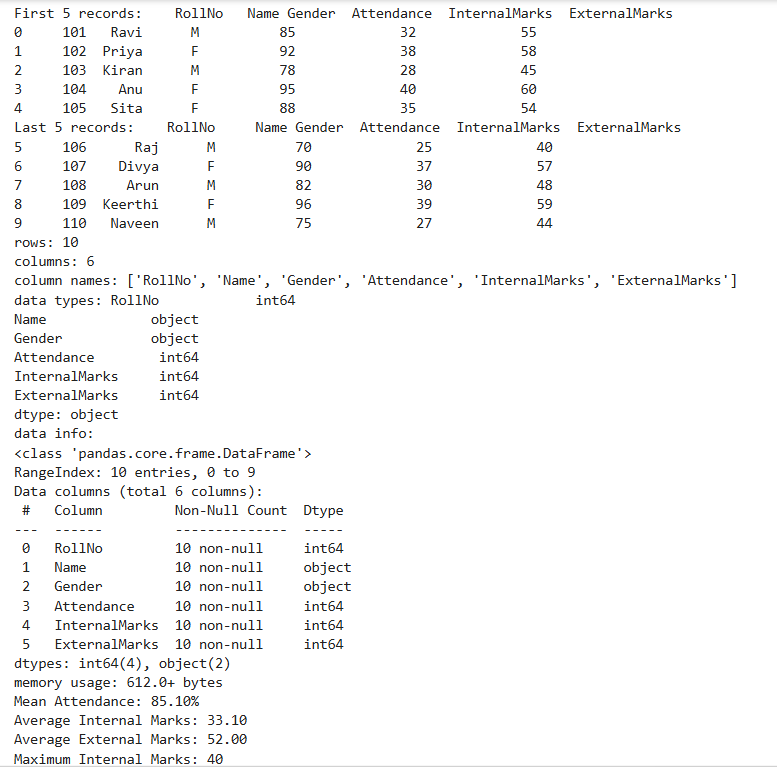 First 5 records:    RollNo   Name Gender  Attendance  InternalMarks  ExternalMarks
0     101   Ravi      M          85             32             55
1     102  Priya      F          92             38             58
2     103  Kiran      M          78             28             45
3     104    Anu      F          95             40             60
4     105   Sita      F          88             35             54
Last 5 records:    RollNo     Name Gender  Attendance  InternalMarks  ExternalMarks
5     106      Raj      M          70             25             40
6     107    Divya      F          90             37             57
7     108     Arun      M          82             30             48
8     109  Keerthi      F          96             39             59
9     110   Naveen      M          75             27             44
rows: 10
columns: 6
column names: ['RollNo', 'Name', 'Gender', 'Attendance', 'InternalMarks', 'ExternalMarks']
data types: RollNo            int64
Name             object
Gender           object
Attendance        int64
InternalMarks     int64
ExternalMarks     int64
dtype: object
data info:
<class 'pandas.core.frame.DataFrame'>
RangeIndex: 10 entries, 0 to 9
Data columns (total 6 columns):
 #   Column         Non-Null Count  Dtype
---  ------         --------------  -----
 0   RollNo         10 non-null     int64
 1   Name           10 non-null     object
 2   Gender         10 non-null     object
 3   Attendance     10 non-null     int64
 4   InternalMarks  10 non-null     int64
 5   ExternalMarks  10 non-null     int64
dtypes: int64(4), object(2)
memory usage: 612.0+ bytes
Mean Attendance: 85.10%
Average Internal Marks: 33.10
Average External Marks: 52.00
Maximum Internal Marks: 40